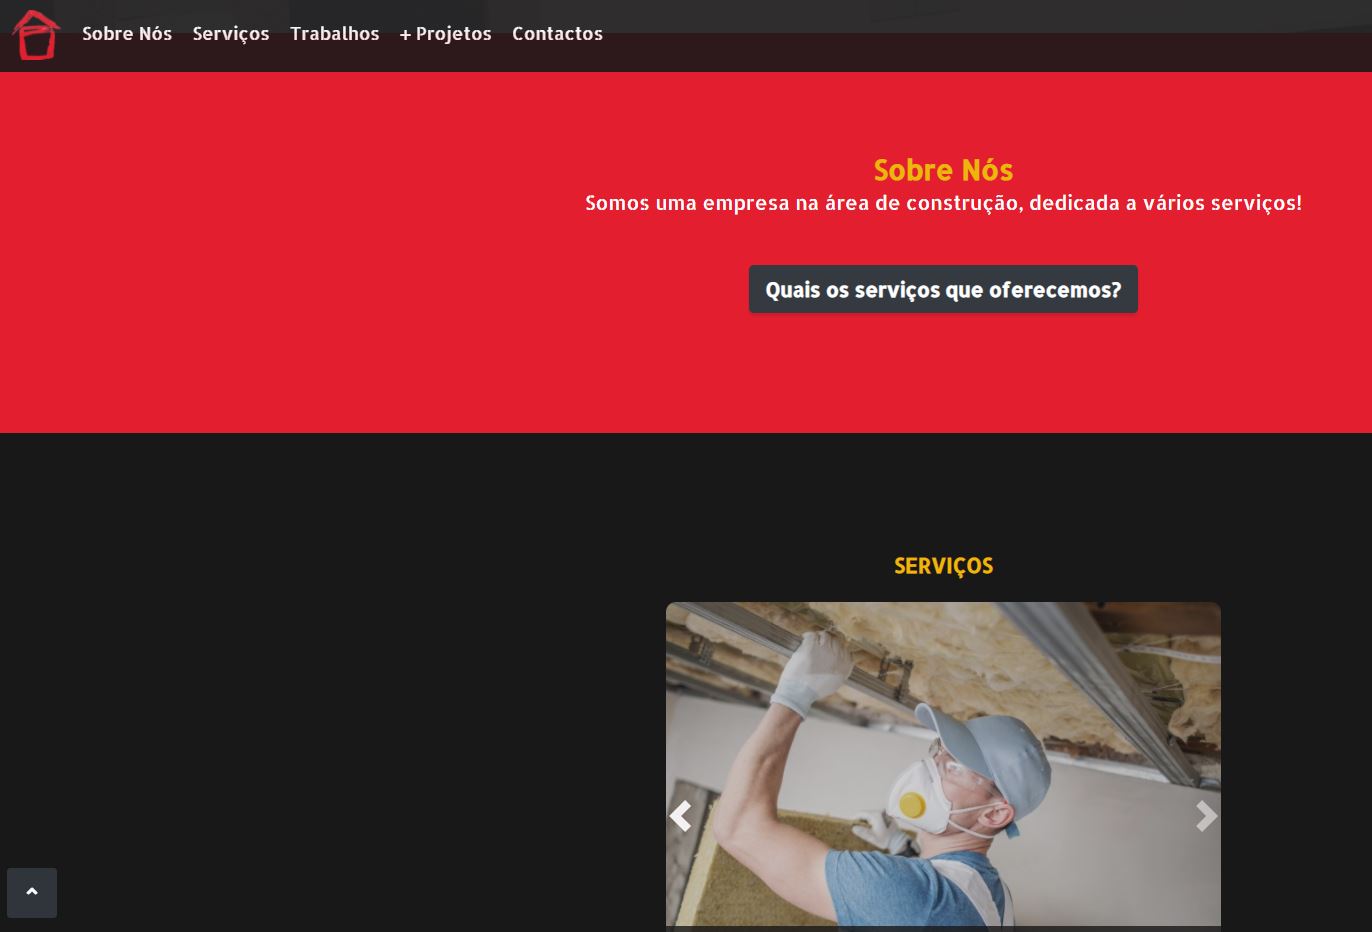 Sobre Nós Serviços Trabalhos + Projetos Contactos
Sobre Nós
Somos uma empresa na área de construção, dedicada a vários serviços!
Quais os serviços que oferecemos?
SERVIÇOS